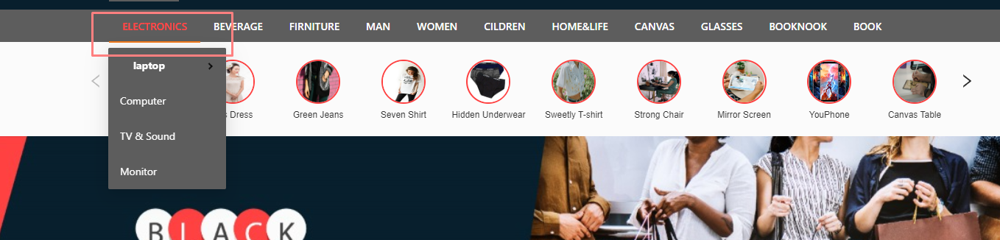 ELECTRONICS BEVERAGE FIRNITURE MAN WOMEN CILDREN HOME&LIFE CANVAS GLASSES BOOKNOOK BOOK
laptop
Computer
TV & Sound
Monitor
Dress Green Jeans Seven Shirt Hidden Underwear Sweetly T-shirt Strong Chair Mirror Screen YouPhone Canvas Table
BLACK